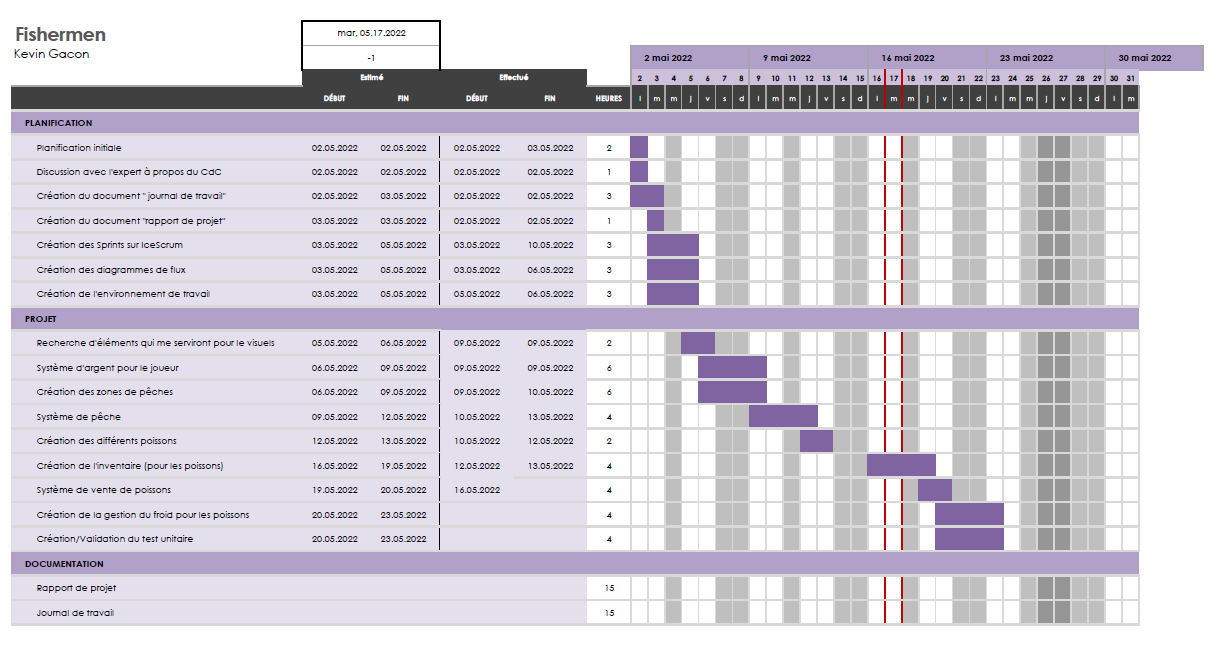 Fishermen
Kevin Gacon
mar, 05.17.2022
-1
2 mai 2022 9 mai 2022 16 mai 2022 23 mai 2022 30 mai 2022
Estimé Effectué 2 3 4 5 6 7 8 9 10 11 12 13 14 15 16 17 18 19 20 21 22 23 24 25 26 27 28 29 30 31
DÉBUT FIN DÉBUT FIN HEURES l m m j v s d l m m j v s d l m m j v s d l m m j v s d l m
PLANIFICATION
Planification initiale 02.05.2022 02.05.2022 02.05.2022 03.05.2022 2
Discussion avec l'expert à propos du CdC 02.05.2022 02.05.2022 02.05.2022 02.05.2022 1
Création du document " journal de travail" 02.05.2022 03.05.2022 02.05.2022 02.05.2022 3
Création du document "rapport de projet" 03.05.2022 03.05.2022 02.05.2022 02.05.2022 1
Création des Sprints sur IceScrum 03.05.2022 05.05.2022 03.05.2022 10.05.2022 3
Création des diagrammes de flux 03.05.2022 05.05.2022 03.05.2022 06.05.2022 3
Création de l'environnement de travail 03.05.2022 05.05.2022 05.05.2022 06.05.2022 3
PROJET
Recherche d'éléments qui me serviront pour le visuels 05.05.2022 06.05.2022 09.05.2022 09.05.2022 2
Système d'argent pour le joueur 06.05.2022 09.05.2022 09.05.2022 09.05.2022 6
Création des zones de pêches 06.05.2022 09.05.2022 09.05.2022 10.05.2022 6
Système de pêche 09.05.2022 12.05.2022 10.05.2022 13.05.2022 4
Création des différents poissons 12.05.2022 13.05.2022 10.05.2022 12.05.2022 2
Création de l'inventaire (pour les poissons) 16.05.2022 19.05.2022 12.05.2022 13.05.2022 4
Système de vente de poissons 19.05.2022 20.05.2022 16.05.2022 4
Création de la gestion du froid pour les poissons 20.05.2022 23.05.2022 4
Création/Validation du test unitaire 20.05.2022 23.05.2022 4
DOCUMENTATION
Rapport de projet 15
Journal de travail 15